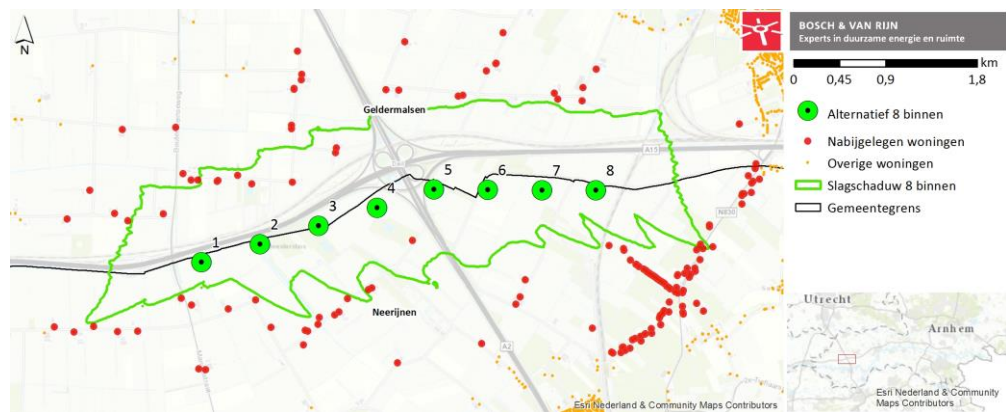 N
Geldermalsen
A15
E31
1
2
3
4
5
6
7
8
N830
Neerijnen
A2
Esri Nederland & Community Maps Contributors
BOSCH & VAN RIJN
Experts in duurzame energie en ruimte
km
0 0,45 0,9 1,8
Alternatief 8 binnen
Nabijgelegen woningen
Overige woningen
Slagschaduw 8 binnen
Gemeentegrens
Utrecht
Arnhem
Esri Nederland & Community
Maps Contributors